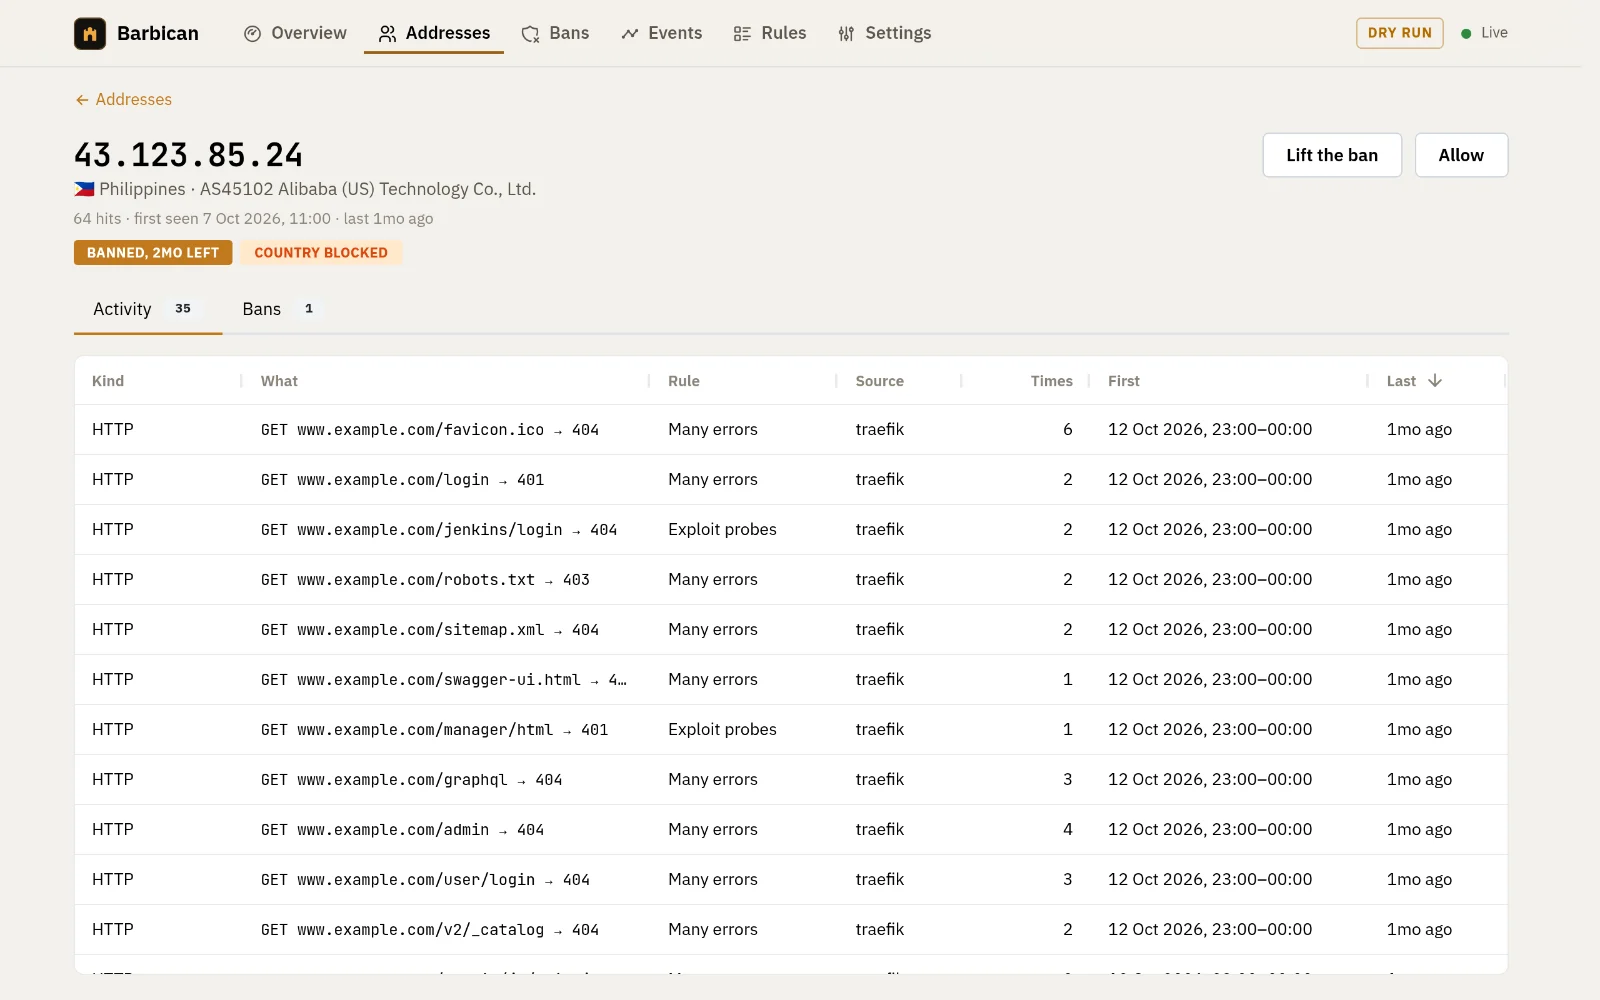 Barbican Overview Addresses Bans Events Rules Settings DRY RUN Live
← Addresses
43.123.85.24 Lift the ban Allow
Philippines · AS45102 Alibaba (US) Technology Co., Ltd.
64 hits · first seen 7 Oct 2026, 11:00 · last 1mo ago
BANNED, 2MO LEFT COUNTRY BLOCKED
Activity 35 Bans 1
Kind What Rule Source Times First Last ↓
HTTP GET www.example.com/favicon.ico → 404 Many errors traefik 6 12 Oct 2026, 23:00–00:00 1mo ago
HTTP GET www.example.com/login → 401 Many errors traefik 2 12 Oct 2026, 23:00–00:00 1mo ago
HTTP GET www.example.com/jenkins/login → 404 Exploit probes traefik 2 12 Oct 2026, 23:00–00:00 1mo ago
HTTP GET www.example.com/robots.txt → 403 Many errors traefik 2 12 Oct 2026, 23:00–00:00 1mo ago
HTTP GET www.example.com/sitemap.xml → 404 Many errors traefik 2 12 Oct 2026, 23:00–00:00 1mo ago
HTTP GET www.example.com/swagger-ui.html → 4… Many errors traefik 1 12 Oct 2026, 23:00–00:00 1mo ago
HTTP GET www.example.com/manager/html → 401 Exploit probes traefik 1 12 Oct 2026, 23:00–00:00 1mo ago
HTTP GET www.example.com/graphql → 404 Many errors traefik 3 12 Oct 2026, 23:00–00:00 1mo ago
HTTP GET www.example.com/admin → 404 Many errors traefik 4 12 Oct 2026, 23:00–00:00 1mo ago
HTTP GET www.example.com/user/login → 404 Many errors traefik 3 12 Oct 2026, 23:00–00:00 1mo ago
HTTP GET www.example.com/v2/_catalog → 404 Many errors traefik 2 12 Oct 2026, 23:00–00:00 1mo ago